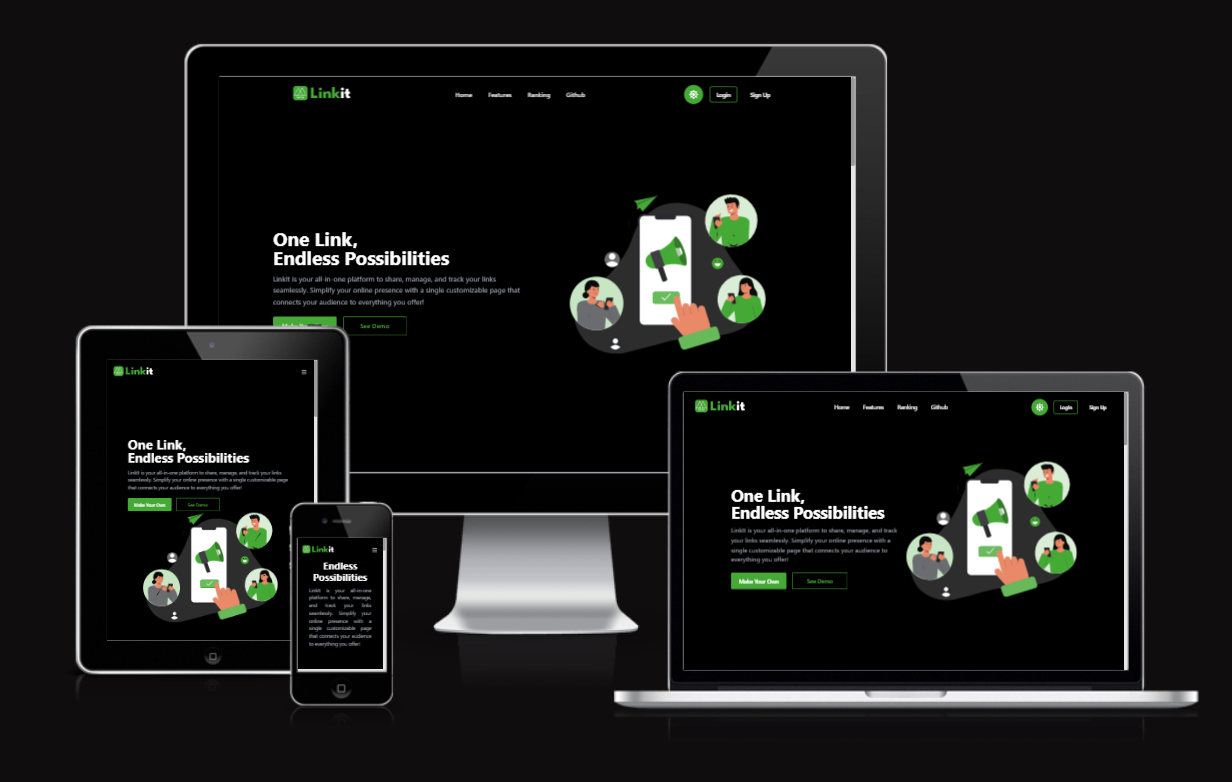 Linkit
Home Features Ranking Github
Login Sign Up
One Link,
Endless Possibilities
LinkIt is your all-in-one platform to share, manage, and track your links
seamlessly. Simplify your online presence with a single customizable page that
connects your audience to everything you offer!
See Demo
Linkit
One Link,
Endless Possibilities
LinkIt is your all-in-one platform to share, manage, and track your links
seamlessly. Simplify your online presence with a single customizable page
that connects your audience to everything you offer!
Make Your Own See Demo
Linkit
Endless
Possibilities
LinkIt is your all-in-one
platform to share, manage,
and track your links
seamlessly. Simplify your
online presence with a
single customizable page
that connects your audience
to everything you offer!
Linkit
Home Features Ranking Github
Login Sign Up
One Link,
Endless Possibilities
LinkIt is your all-in-one platform to share, manage, and track
your links seamlessly. Simplify your online presence with a
single customizable page that connects your audience to
everything you offer!
Make Your Own See Demo